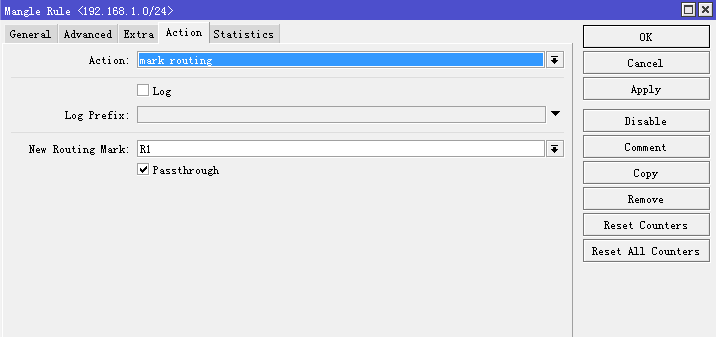 Mangle Rule <192.168.1.0/24>
General Advanced Extra Action Statistics
Action: mark routing
Log
Log Prefix:
New Routing Mark: R1
Passthrough
OK
Cancel
Apply
Disable
Comment
Copy
Remove
Reset Counters
Reset All Counters